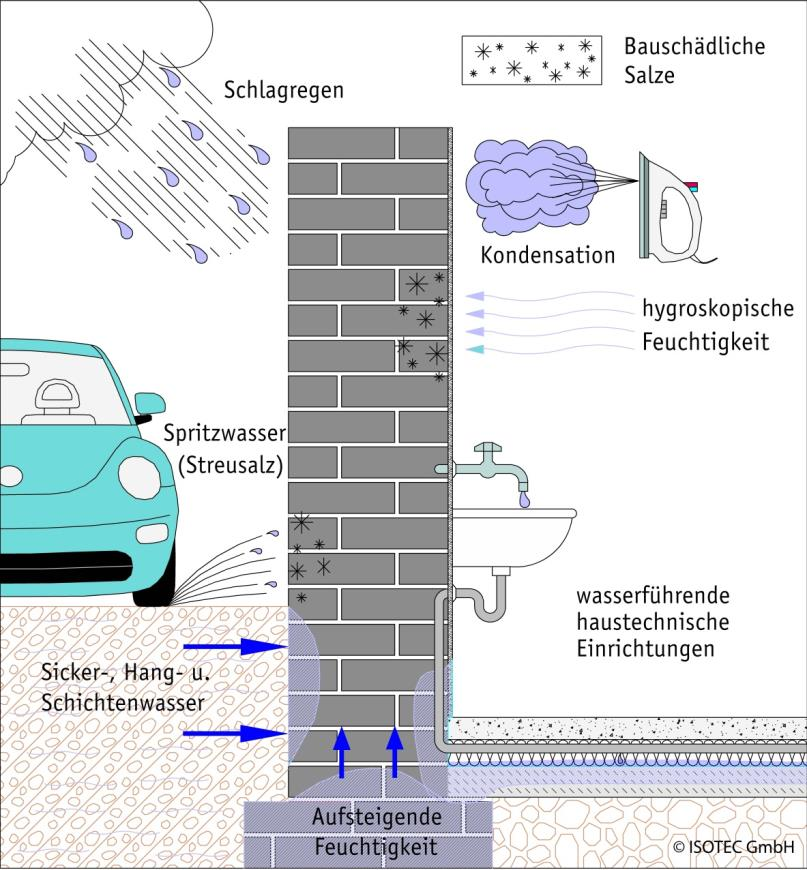 Bauschädliche
Salze
Schlagregen
Kondensation
hygroskopische
Feuchtigkeit
Spritzwasser
(Streusalz)
wasserführende
haustechnische
Einrichtungen
Sicker-, Hang- u.
Schichtenwasser
Aufsteigende
Feuchtigkeit
© ISOTEC GmbH